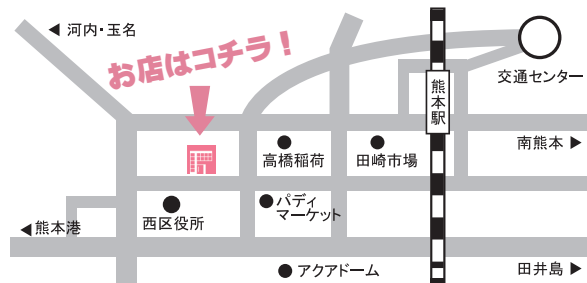 ◀ 河内・玉名
お店はコチラ！
交通センター
熊本駅
高橋稲荷
田崎市場
南熊本 ▶
西区役所
パディ
マーケット
◀熊本港
アクアドーム
田井島 ▶